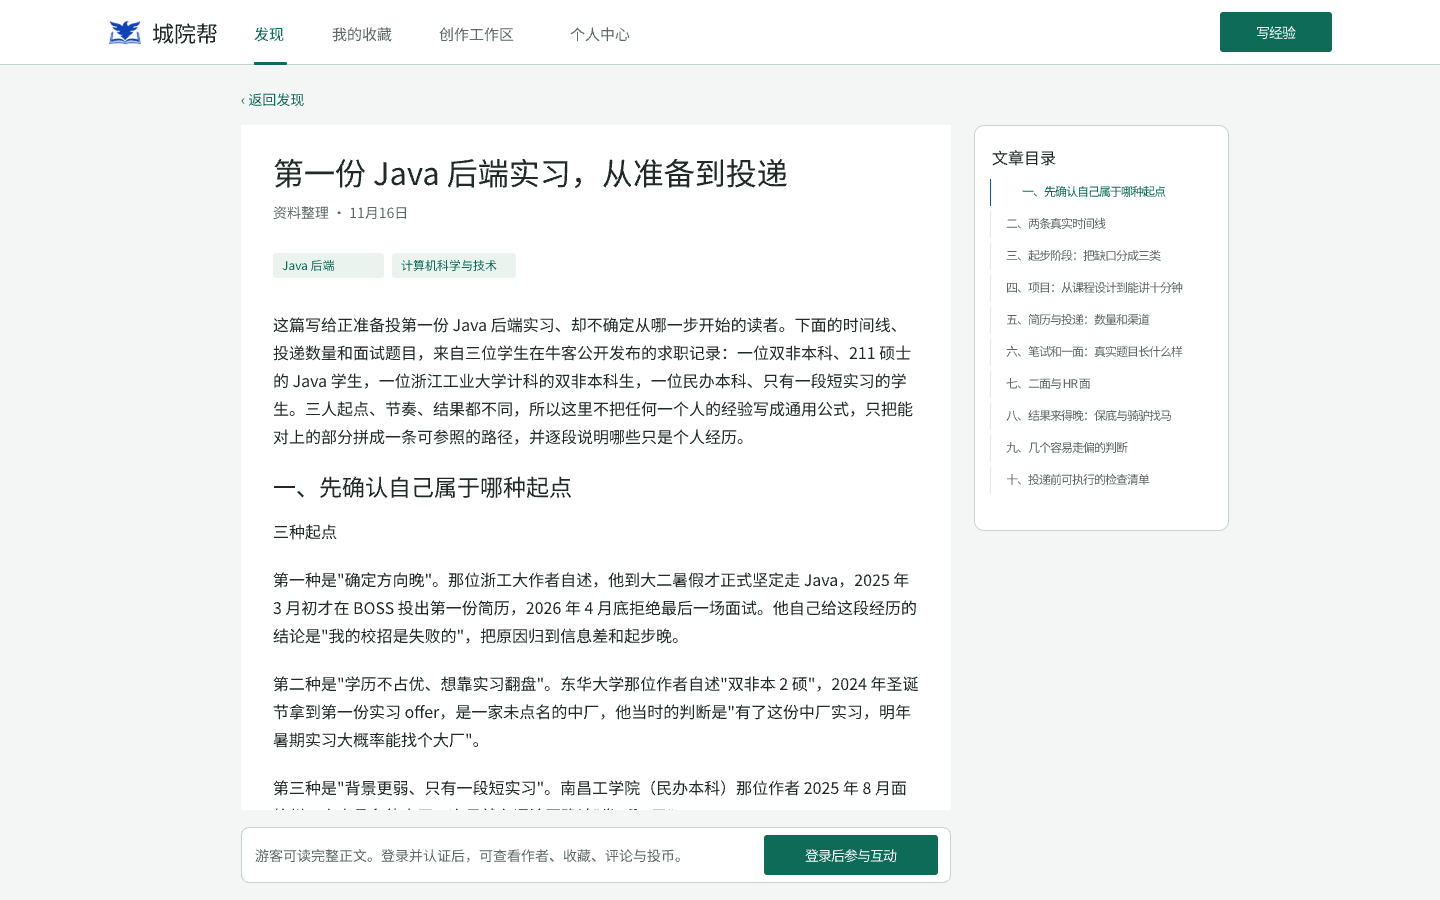 城院帮
发现
我的收藏
创作工作区
个人中心
写经验
‹ 返回发现
第一份 Java 后端实习，从准备到投递
资料整理 · 11月16日
Java 后端
计算机科学与技术
这篇写给正准备投第一份 Java 后端实习、却不确定从哪一步开始的读者。下面的时间线、
投递数量和面试题目，来自三位学生在牛客公开发布的求职记录：一位双非本科、211 硕士
的 Java 学生，一位浙江工业大学计科的双非本科生，一位民办本科、只有一段短实习的学
生。三人起点、节奏、结果都不同，所以这里不把任何一个人的经验写成通用公式，只把能
对上的部分拼成一条可参照的路径，并逐段说明哪些只是个人经历。
一、先确认自己属于哪种起点
三种起点
第一种是"确定方向晚"。那位浙江工大作者自述，他到大二暑假才正式坚定走 Java，2025 年
3 月初才在 BOSS 投出第一份简历，2026 年 4 月底拒绝最后一场面试。他自己给这段经历的
结论是"我的校招是失败的"，把原因归到信息差和起步晚。
第二种是"学历不占优、想靠实习翻盘"。东华大学那位作者自述"双非本 2 硕"，2024 年圣诞
节拿到第一份实习 offer，是一家未点名的中厂，他当时的判断是"有了这份中厂实习，明年
暑期实习大概率能找个大厂"。
第三种是"背景更弱、只有一段短实习"。南昌工学院（民办本科）那位作者 2025 年 8 月面
游客可读完整正文。登录并认证后，可查看作者、收藏、评论与投币。
登录后参与互动
文章目录
一、先确认自己属于哪种起点
二、两条真实时间线
三、起步阶段：把缺口分成三类
四、项目：从课程设计到能讲十分钟
五、简历与投递：数量和渠道
六、笔试和一面：真实题目长什么样
七、二面与 HR 面
八、结果来得晚：保底与骑驴找马
九、几个容易走偏的判断
十、投递前可执行的检查清单